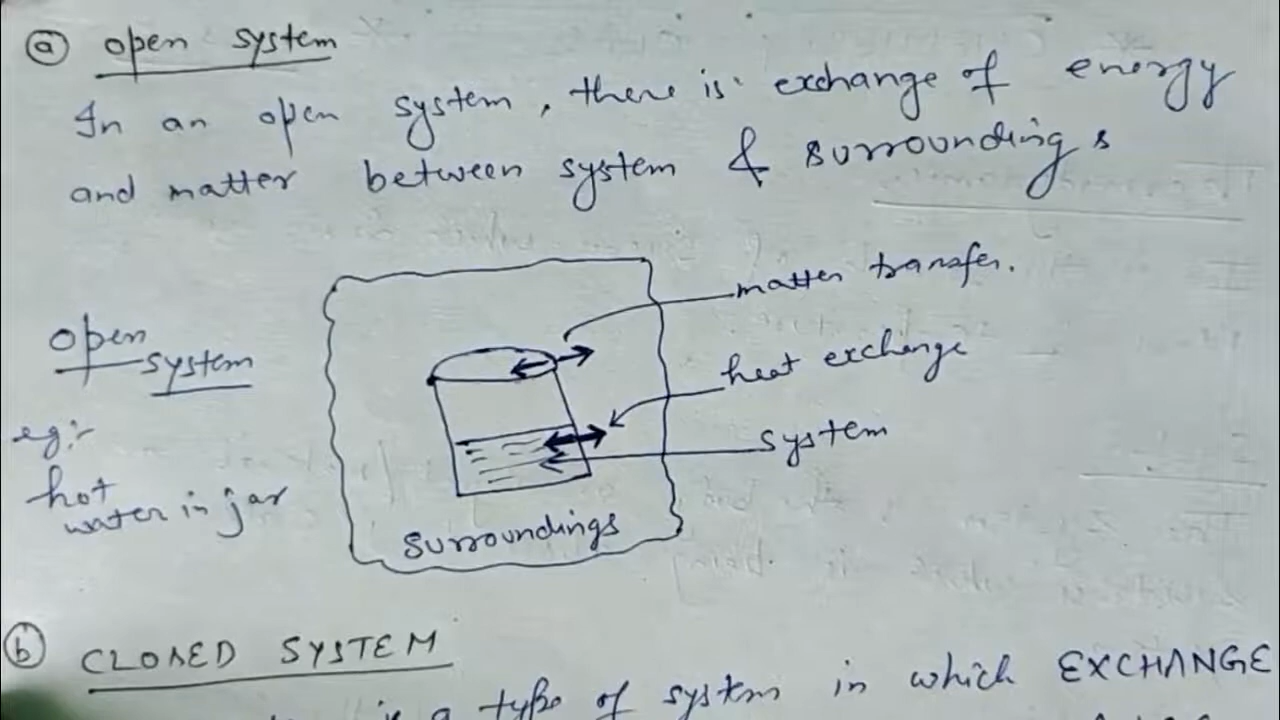 (a) open system
In an open system, there is exchange of energy
and matter between system & surroundings
matter transfer.
open
system
heat exchange
system
eg:-
hot
water in jar
surroundings
(b) CLOSED SYSTEM
is a type of system in which EXCHANGE